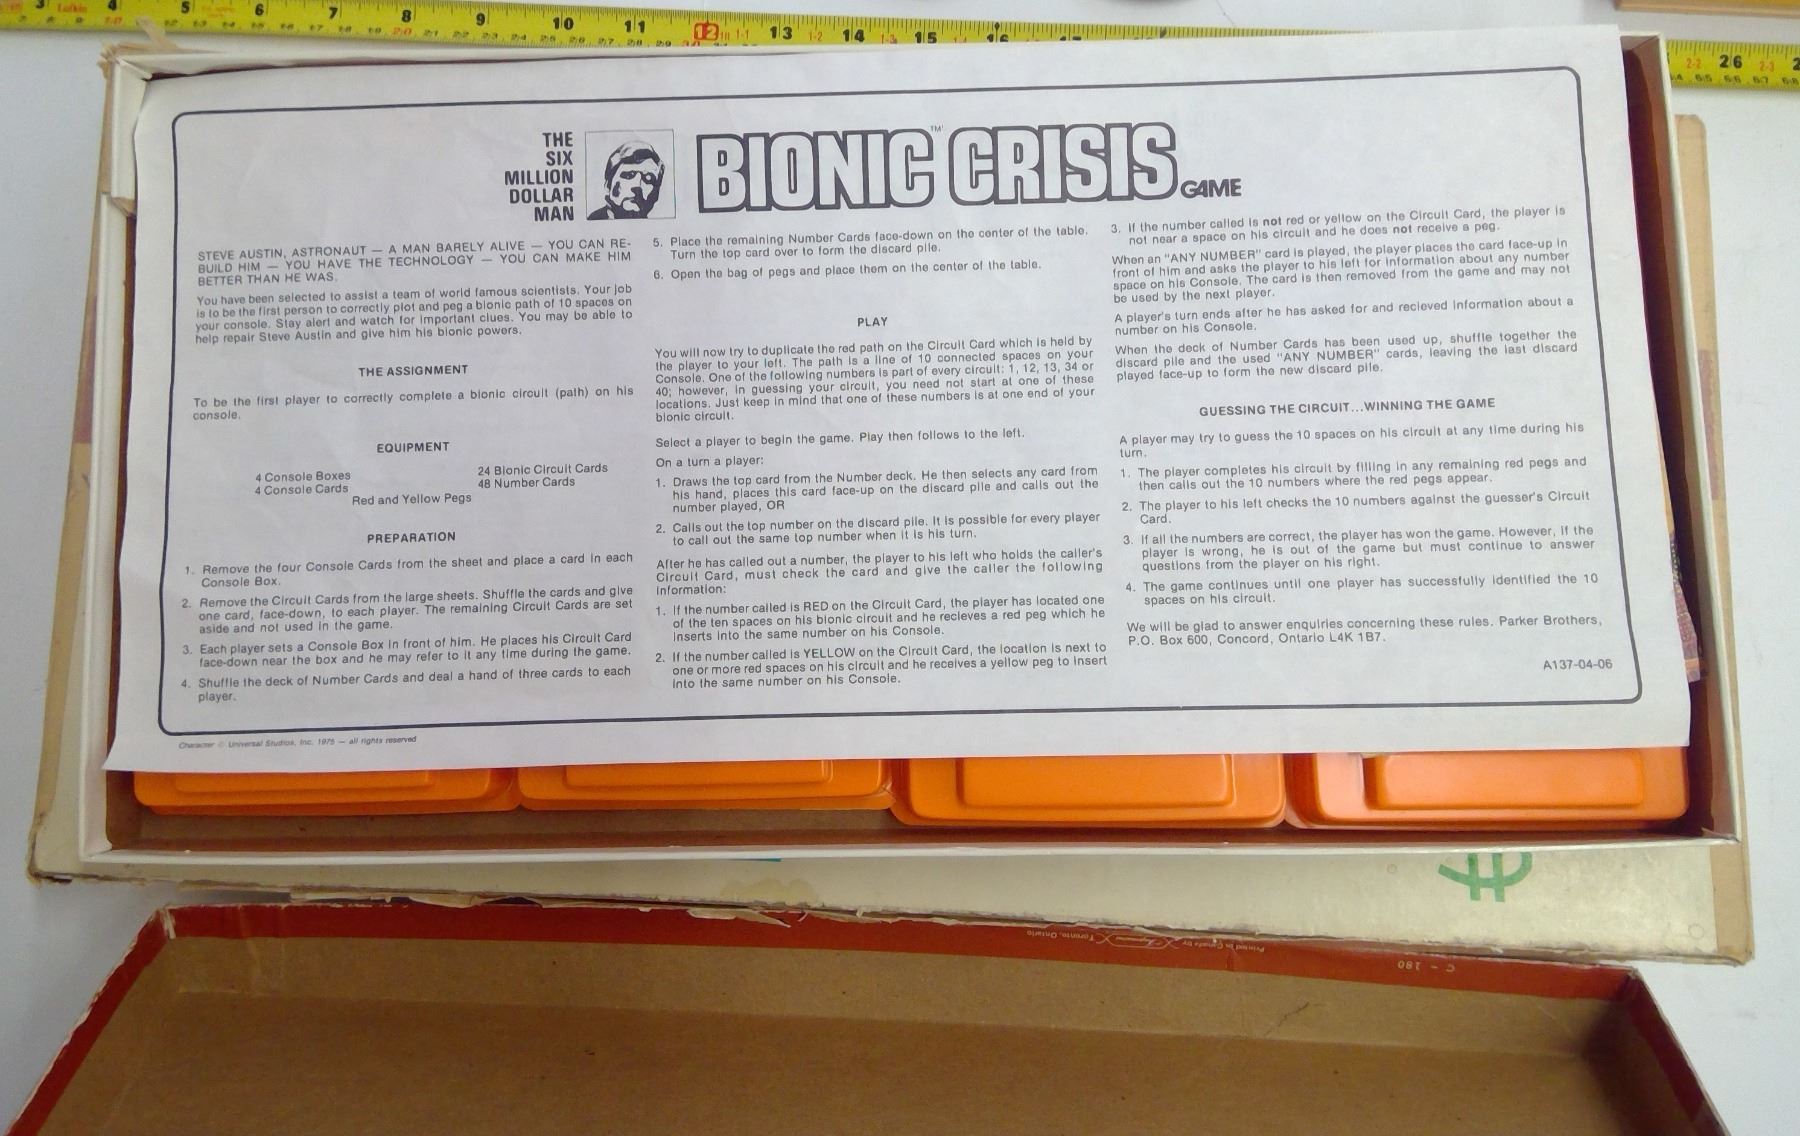 3 Lufkin 4 5 6 7 8 9 10 11 12 in 1-1 13 1-2 14 1-3 15 1-4 16 17 2-2 26 2-3
THE
SIX
MILLION
DOLLAR
MAN
BIONIC™ CRISIS GAME
STEVE AUSTIN, ASTRONAUT — A MAN BARELY ALIVE — YOU CAN RE-
BUILD HIM — YOU HAVE THE TECHNOLOGY — YOU CAN MAKE HIM
BETTER THAN HE WAS.
You have been selected to assist a team of world famous scientists. Your job
is to be the first person to correctly plot and peg a bionic path of 10 spaces on
your console. Stay alert and watch for important clues. You may be able to
help repair Steve Austin and give him his bionic powers.
THE ASSIGNMENT
To be the first player to correctly complete a bionic circuit (path) on his
console.
EQUIPMENT
4 Console Boxes
4 Console Cards
24 Bionic Circuit Cards
48 Number Cards
Red and Yellow Pegs
PREPARATION
1. Remove the four Console Cards from the sheet and place a card in each
Console Box.
2. Remove the Circuit Cards from the large sheets. Shuffle the cards and give
one card, face-down, to each player. The remaining Circuit Cards are set
aside and not used in the game.
3. Each player sets a Console Box in front of him. He places his Circuit Card
face-down near the box and he may refer to it any time during the game.
4. Shuffle the deck of Number Cards and deal a hand of three cards to each
player.
5. Place the remaining Number Cards face-down on the center of the table.
Turn the top card over to form the discard pile.
6. Open the bag of pegs and place them on the center of the table.
PLAY
You will now try to duplicate the red path on the Circuit Card which is held by
the player to your left. The path is a line of 10 connected spaces on your
Console. One of the following numbers is part of every circuit: 1, 12, 13, 34 or
40; however, in guessing your circuit, you need not start at one of these
locations. Just keep in mind that one of these numbers is at one end of your
bionic circuit.
Select a player to begin the game. Play then follows to the left.
On a turn a player:
1. Draws the top card from the Number deck. He then selects any card from
his hand, places this card face-up on the discard pile and calls out the
number played, OR
2. Calls out the top number on the discard pile. It is possible for every player
to call out the same top number when it is his turn.
After he has called out a number, the player to his left who holds the caller's
Circuit Card, must check the card and give the caller the following
information:
1. If the number called is RED on the Circuit Card, the player has located one
of the ten spaces on his bionic circuit and he recieves a red peg which he
inserts into the same number on his Console.
2. If the number called is YELLOW on the Circuit Card, the location is next to
one or more red spaces on his circuit and he receives a yellow peg to insert
into the same number on his Console.
3. If the number called is not red or yellow on the Circuit Card, the player is
not near a space on his circuit and he does not receive a peg.
When an "ANY NUMBER" card is played, the player places the card face-up in
front of him and asks the player to his left for information about any number
space on his Console. The card is then removed from the game and may not
be used by the next player.
A player's turn ends after he has asked for and recieved information about a
number on his Console.
When the deck of Number Cards has been used up, shuffle together the
discard pile and the used "ANY NUMBER" cards, leaving the last discard
played face-up to form the new discard pile.
GUESSING THE CIRCUIT...WINNING THE GAME
A player may try to guess the 10 spaces on his circuit at any time during his
turn.
1. The player completes his circuit by filling in any remaining red pegs and
then calls out the 10 numbers where the red pegs appear.
2. The player to his left checks the 10 numbers against the guesser's Circuit
Card.
3. If all the numbers are correct, the player has won the game. However, if the
player is wrong, he is out of the game but must continue to answer
questions from the player on his right.
4. The game continues until one player has successfully identified the 10
spaces on his circuit.
We will be glad to answer enquiries concerning these rules. Parker Brothers,
P.O. Box 600, Concord, Ontario L4K 1B7.
A137-04-06
Character © Universal Studios, Inc. 1975 — all rights reserved
Printed in Canada by
Toronto, Ontario
C - 180